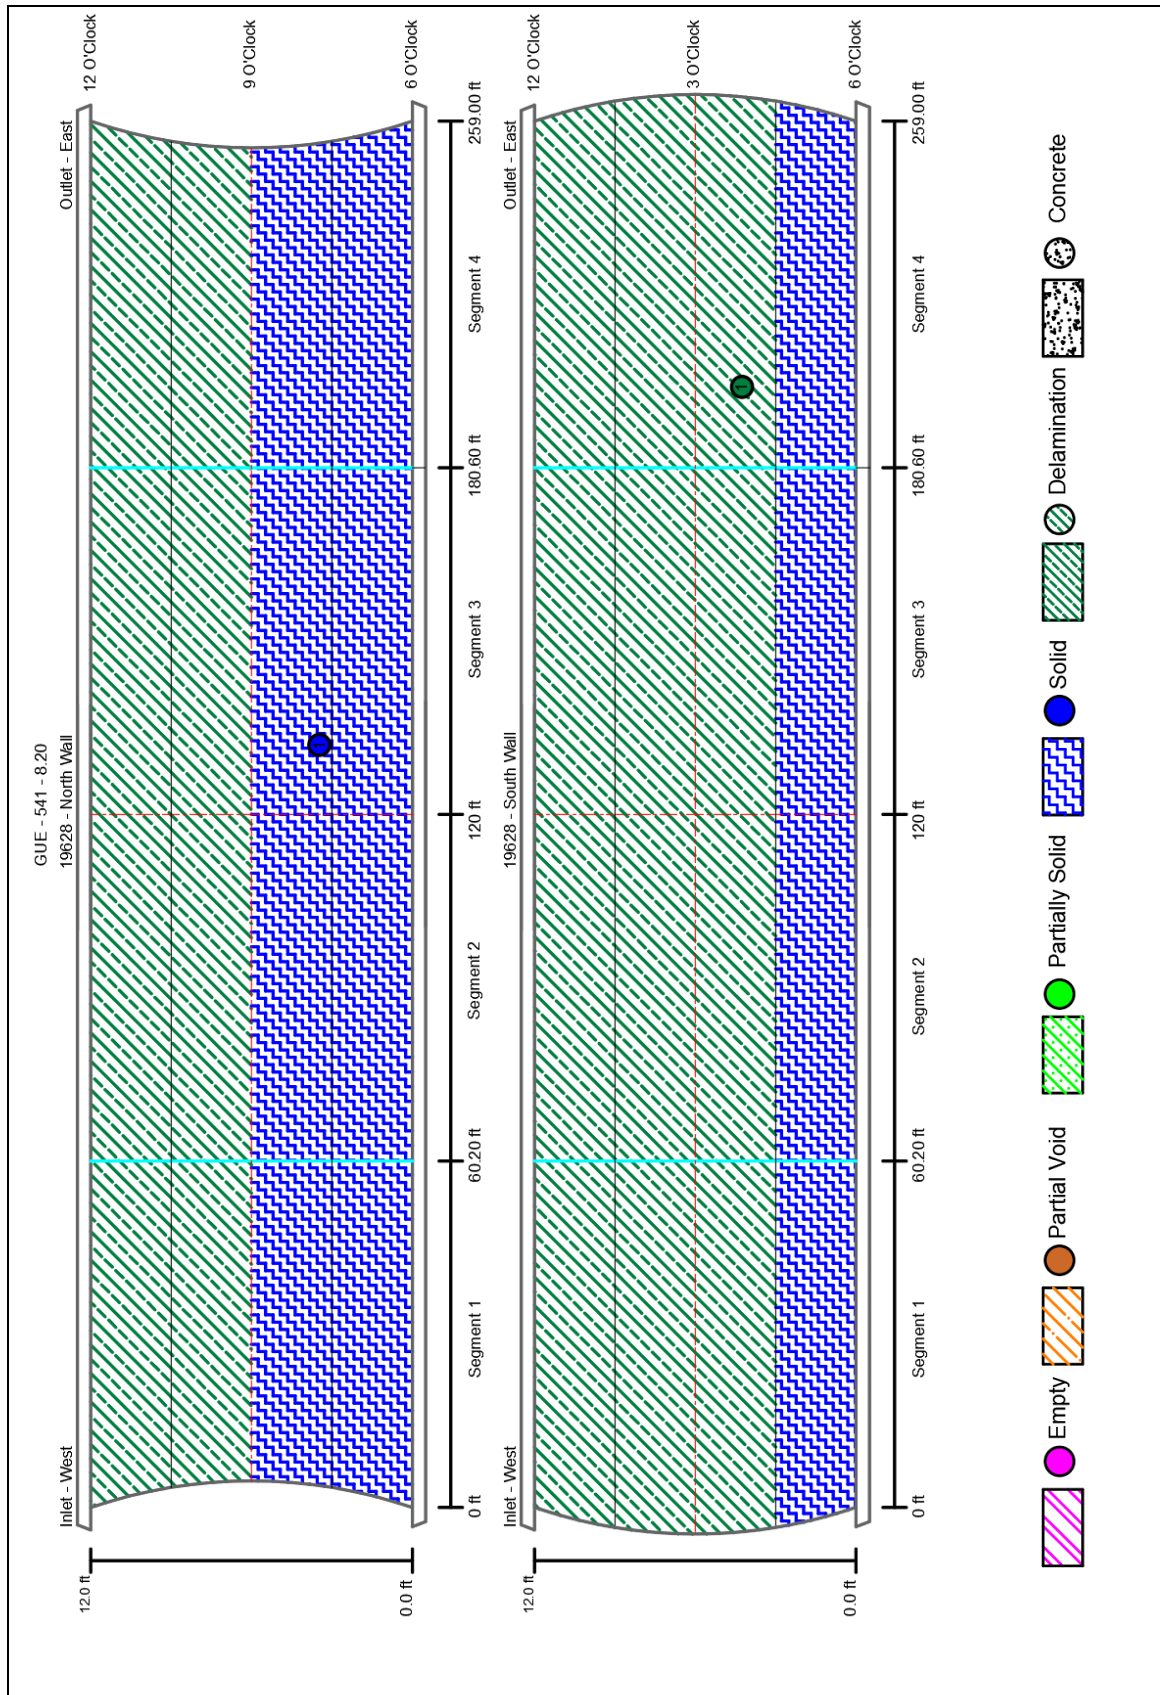 GUE - 541 - 8.20
19628 - North Wall
Inlet - West
Outlet - East
12 O'Clock
9 O'Clock
6 O'Clock
12.0 ft
0.0 ft
1
0 ft
Segment 1
60.20 ft
Segment 2
120 ft
Segment 3
180.60 ft
Segment 4
259.00 ft
19628 - South Wall
Inlet - West
Outlet - East
12 O'Clock
3 O'Clock
6 O'Clock
12.0 ft
0.0 ft
1
0 ft
Segment 1
60.20 ft
Segment 2
120 ft
Segment 3
180.60 ft
Segment 4
259.00 ft
Empty
Partial Void
Partially Solid
Solid
Delamination
Concrete